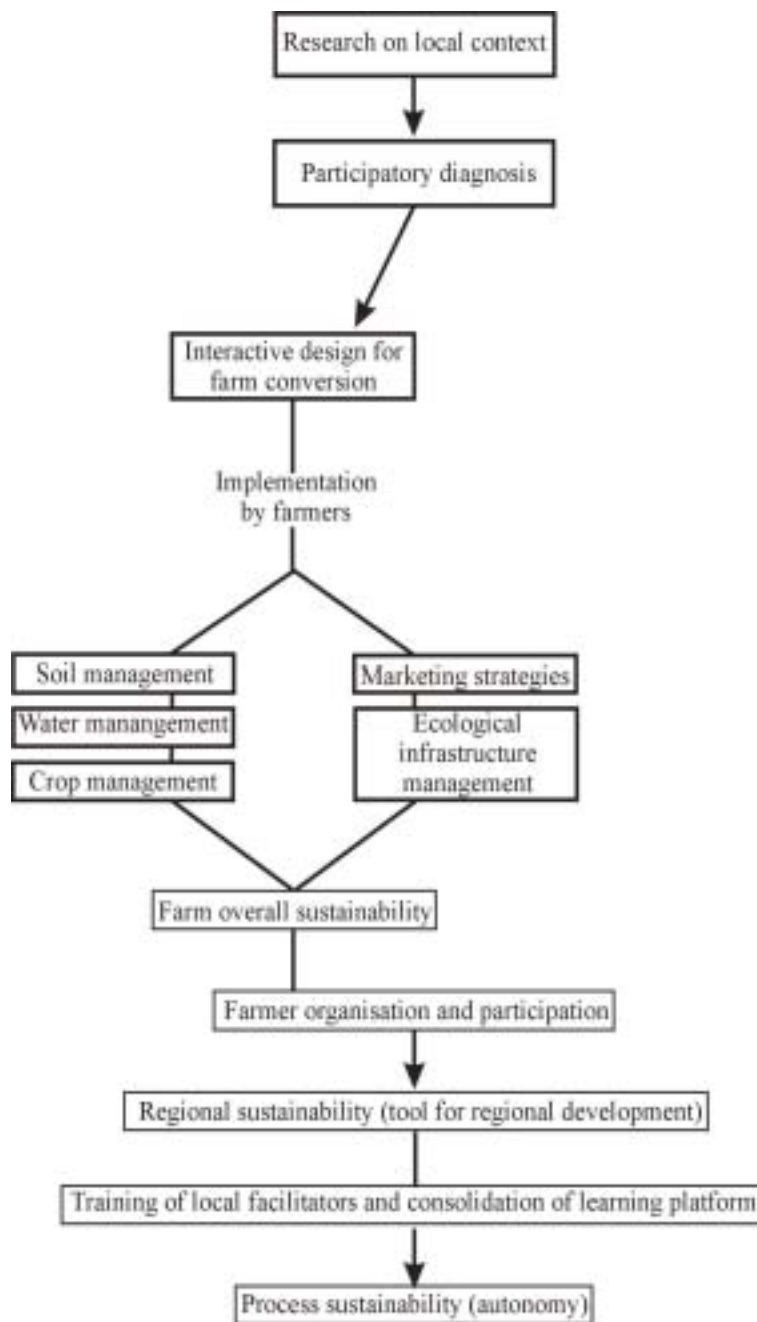 Research on local context
Participatory diagnosis
Interactive design for
farm conversion
Implementation
by farmers
Soil management
Water manangement
Crop management
Marketing strategies
Ecological
infrastructure
management
Farm overall sustainability
Farmer organisation and participation
Regional sustainability (tool for regional development)
Training of local facilitators and consolidation of learning platform
Process sustainability (autonomy)